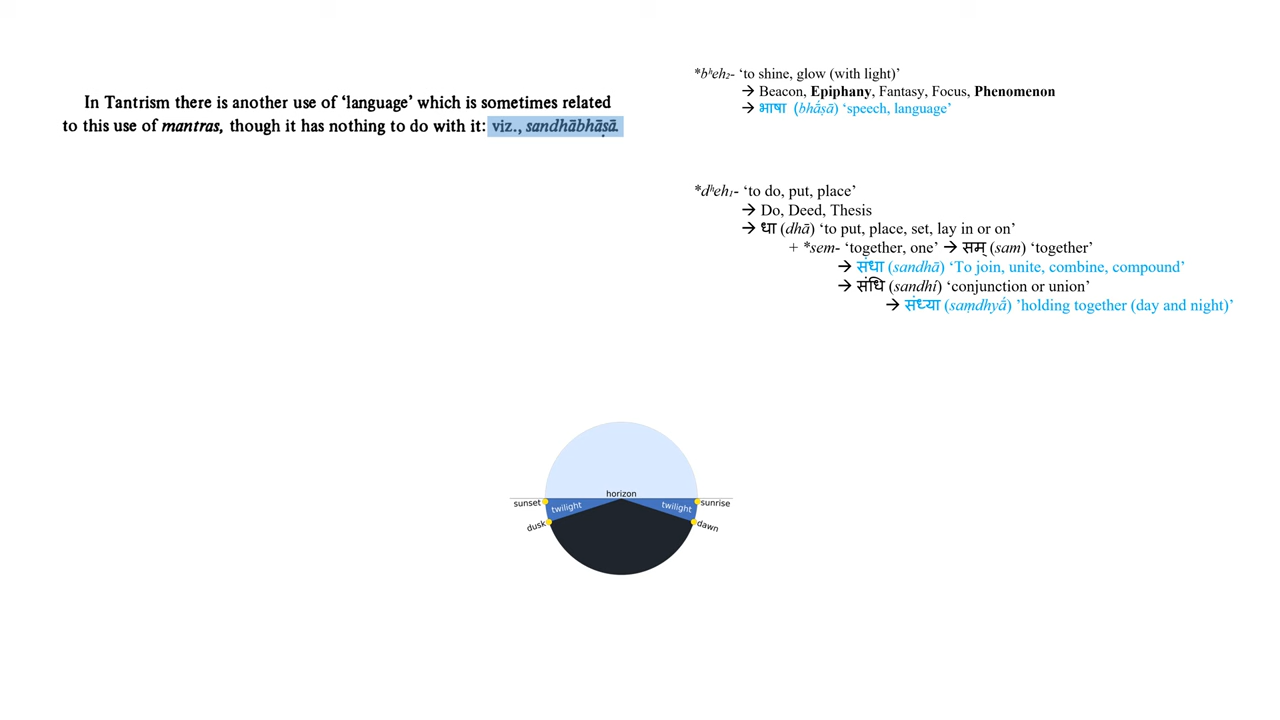 In Tantrism there is another use of ‘language’ which is sometimes related
to this use of mantras, though it has nothing to do with it: viz., sandhābhāṣā.
*bʰeh₂- ‘to shine, glow (with light)’
→ Beacon, Epiphany, Fantasy, Focus, Phenomenon
→ भाषा (bhā́ṣā) ‘speech, language’
*dʰeh₁- ‘to do, put, place’
→ Do, Deed, Thesis
→ धा (dhā) ‘to put, place, set, lay in or on’
+ *sem- ‘together, one’ → सम् (sam) ‘together’
→ संधा (sandhā) ‘To join, unite, combine, compound’
→ संधि (sandhí) ‘conjunction or union’
→ संध्या (saṃdhyā́) ’holding together (day and night)’
horizon
sunset
twilight
twilight
sunrise
dusk
dawn